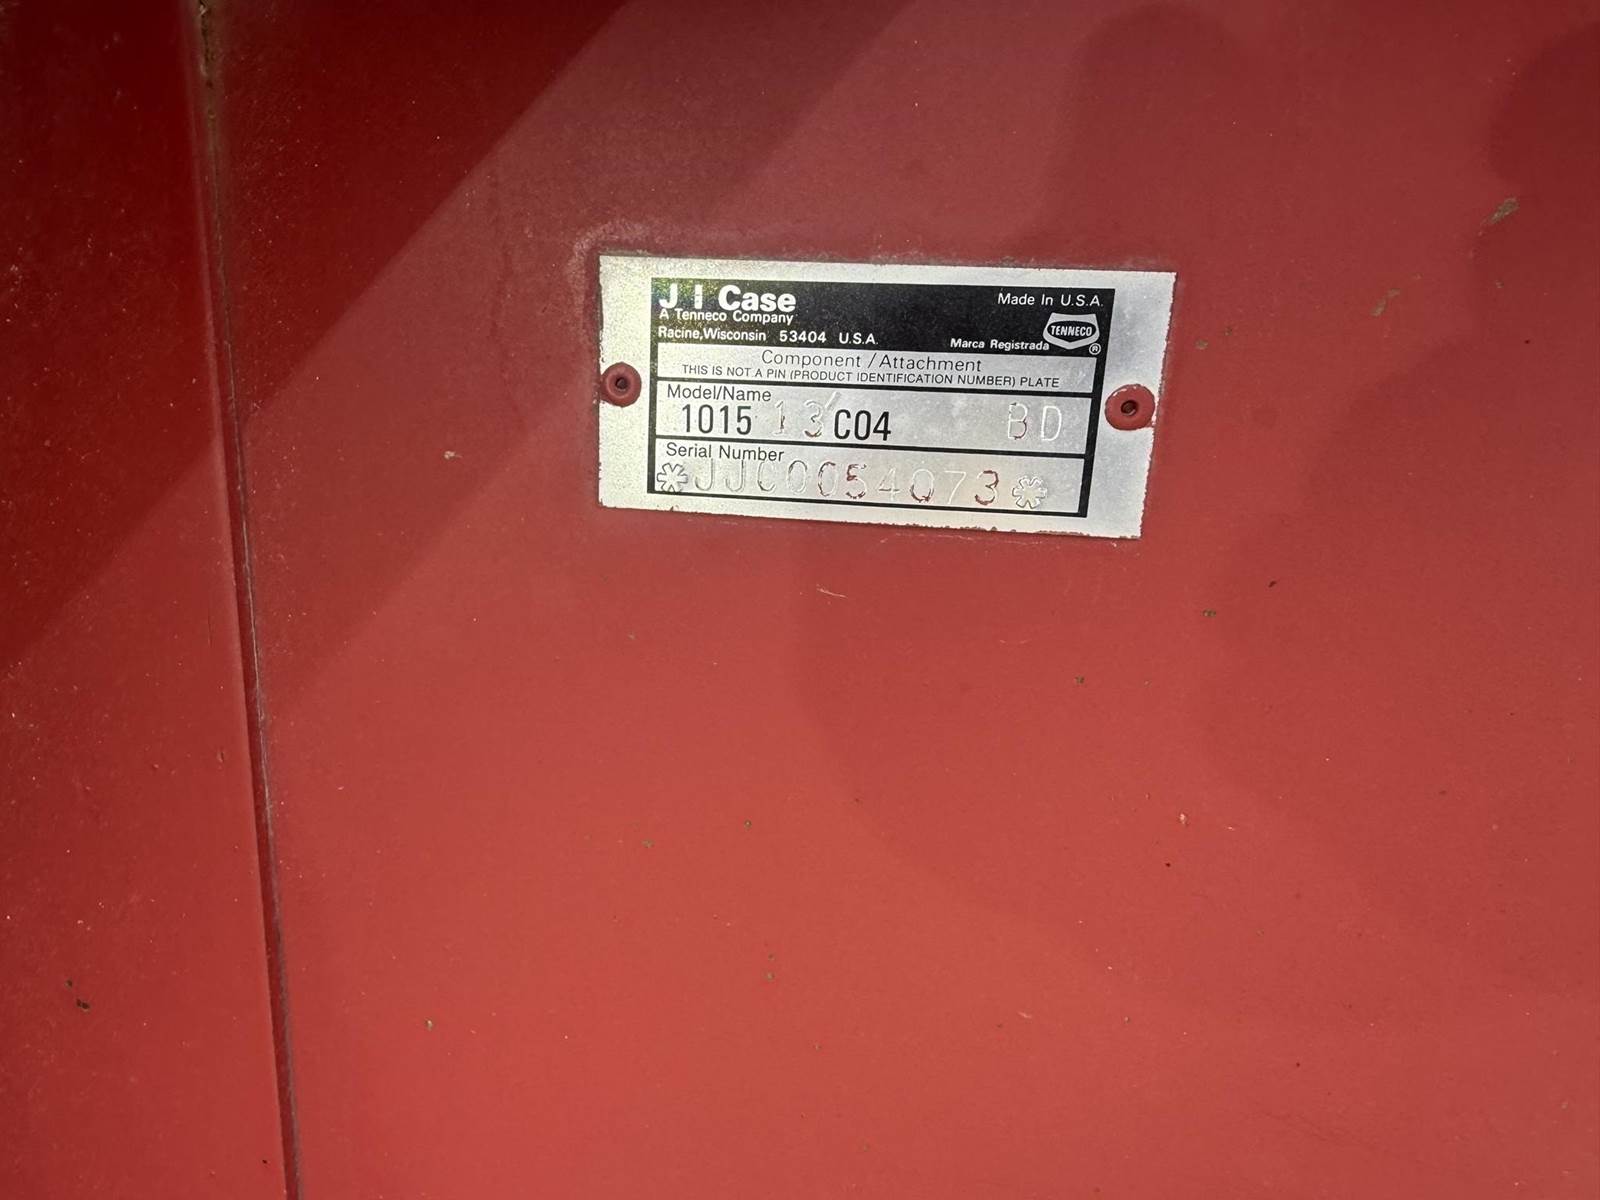 J I Case
A Tenneco Company
Racine, Wisconsin 53404 U.S.A.
Made In U.S.A.
TENNECO
Marca Registrada ®
Component / Attachment
THIS IS NOT A PIN (PRODUCT IDENTIFICATION NUMBER) PLATE
Model/Name
1015 13' C04 BD
Serial Number
*JJC0054073*